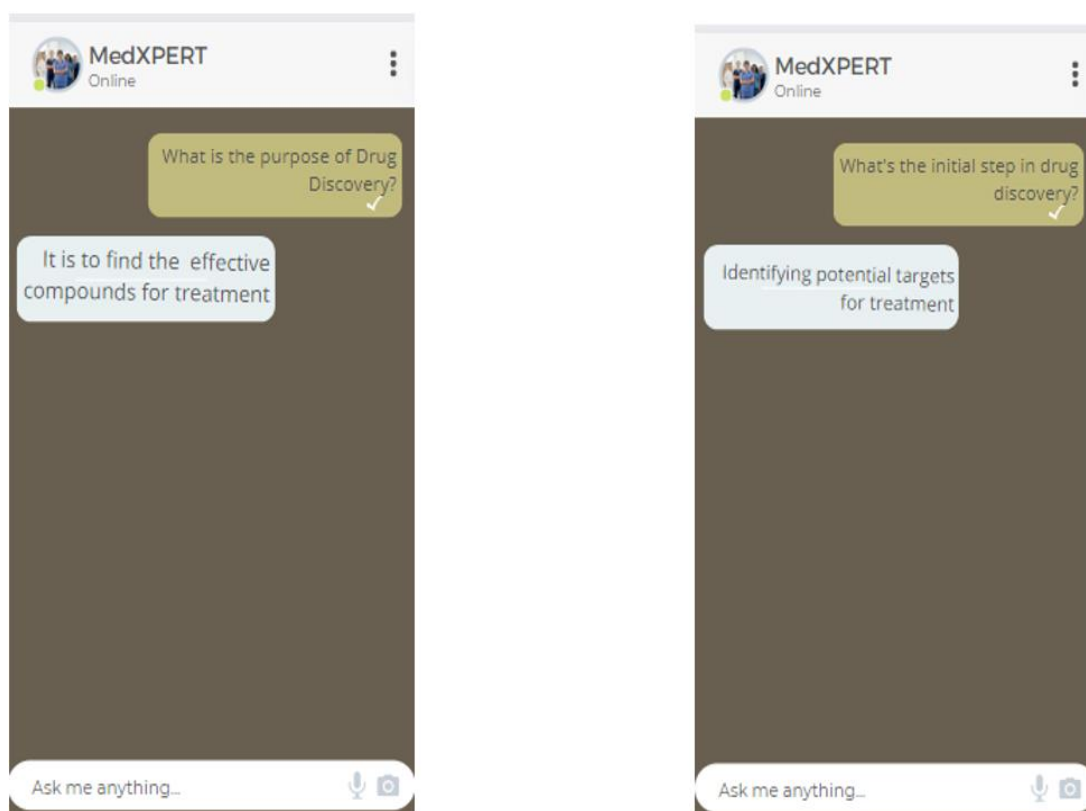 MedXPERT
Online
What is the purpose of Drug
Discovery?
It is to find the effective
compounds for treatment
Ask me anything...
MedXPERT
Online
What's the initial step in drug
discovery?
Identifying potential targets
for treatment
Ask me anything...